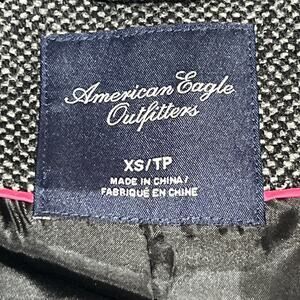 American Eagle
Outfitters
XS/TP
MADE IN CHINA/
FABRIQUÉ EN CHINE